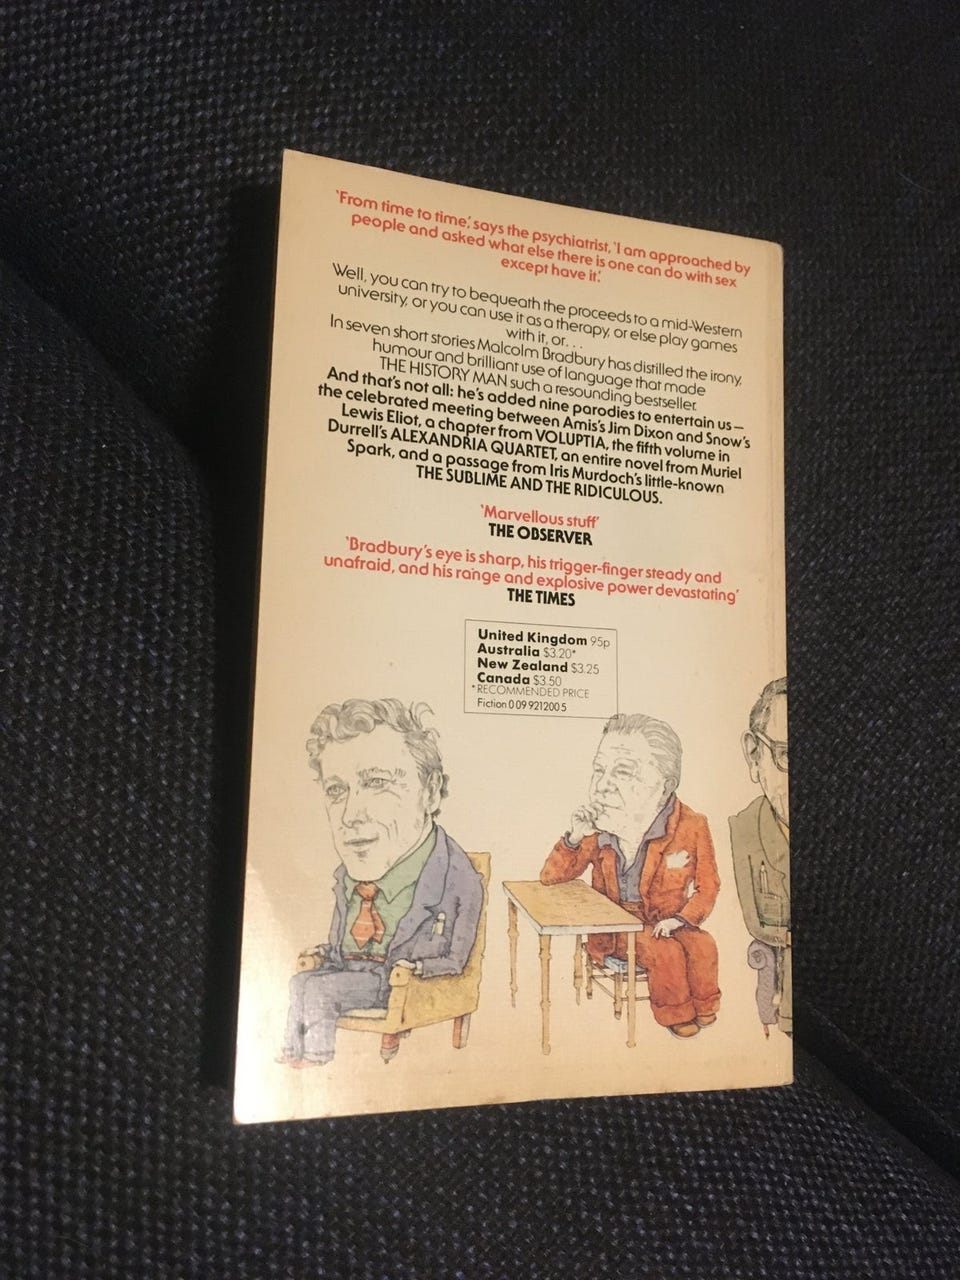 ‘From time to time,’ says the psychiatrist, ‘I am approached by
people and asked what else there is one can do with sex
except have it.’
Well, you can try to bequeath the proceeds to a mid-Western
university, or you can use it as a therapy, or else play games
with it, or...
In seven short stories Malcolm Bradbury has distilled the irony,
humour and brilliant use of language that made
THE HISTORY MAN such a resounding bestseller.
And that's not all: he's added nine parodies to entertain us –
the celebrated meeting between Amis's Jim Dixon and Snow's
Lewis Eliot, a chapter from VOLUPTIA, the fifth volume in
Durrell's ALEXANDRIA QUARTET, an entire novel from Muriel
Spark, and a passage from Iris Murdoch's little-known
THE SUBLIME AND THE RIDICULOUS.
‘Marvellous stuff’
THE OBSERVER
‘Bradbury's eye is sharp, his trigger-finger steady and
unafraid, and his range and explosive power devastating’
THE TIMES
United Kingdom 95p
Australia $3.20*
New Zealand $3.25
Canada $3.50
*RECOMMENDED PRICE
Fiction 0 09 921200 5